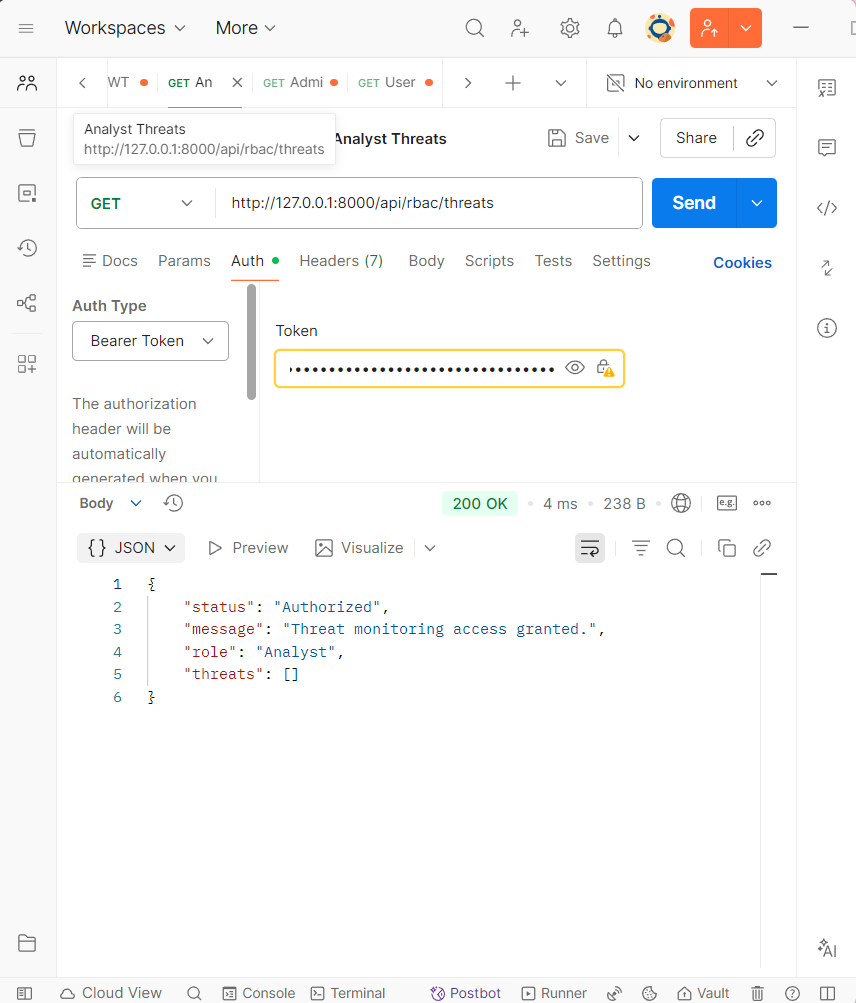 Workspaces More
WT GET An GET Admi GET User No environment
Analyst Threats
http://127.0.0.1:8000/api/rbac/threats
Analyst Threats Save Share
GET http://127.0.0.1:8000/api/rbac/threats Send
Docs Params Auth Headers (7) Body Scripts Tests Settings Cookies
Auth Type
Bearer Token
Token
The authorization
header will be
automatically
generated when you
Body 200 OK 4 ms 238 B e.g.
{} JSON Preview Visualize
1 {
2 "status": "Authorized",
3 "message": "Threat monitoring access granted.",
4 "role": "Analyst",
5 "threats": []
6 }
AI
Cloud View Console Terminal Postbot Runner Vault